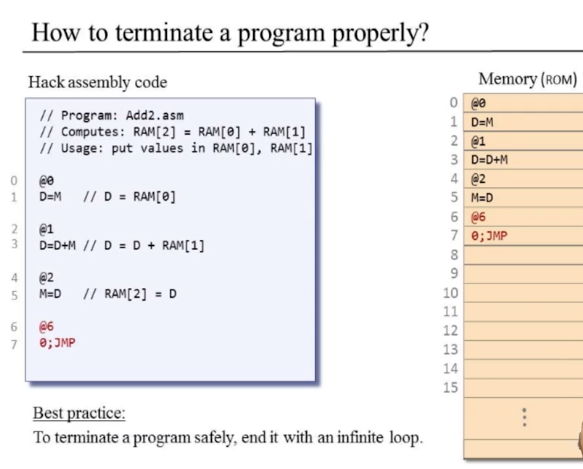 How to terminate a program properly?
Hack assembly code
// Program: Add2.asm
// Computes: RAM[2] = RAM[0] + RAM[1]
// Usage: put values in RAM[0], RAM[1]
0 @0
1 D=M // D = RAM[0]
2 @1
3 D=D+M // D = D + RAM[1]
4 @2
5 M=D // RAM[2] = D
6 @6
7 0;JMP
Best practice:
To terminate a program safely, end it with an infinite loop.
Memory (ROM)
0 @0
1 D=M
2 @1
3 D=D+M
4 @2
5 M=D
6 @6
7 0;JMP
8
9
10
11
12
13
14
15